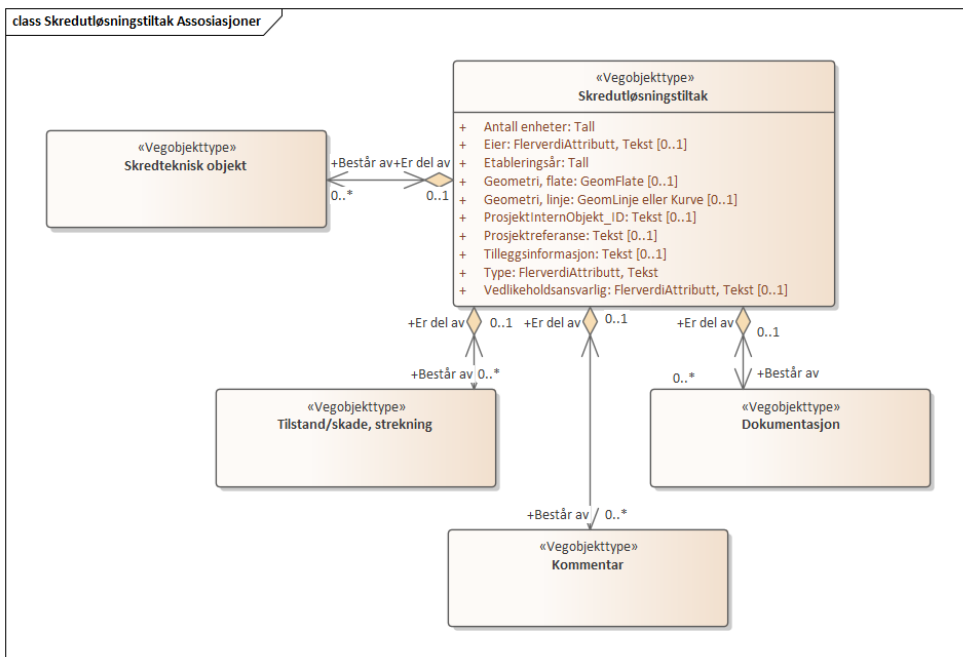 class Skredutløsningstiltak Assosiasjoner
«Vegobjekttype»
Skredutløsningstiltak
+ Antall enheter: Tall
+ Eier: FlerverdiAttributt, Tekst [0..1]
+ Etableringsår: Tall
+ Geometri, flate: GeomFlate [0..1]
+ Geometri, linje: GeomLinje eller Kurve [0..1]
+ ProsjektInternObjekt_ID: Tekst [0..1]
+ Prosjektreferanse: Tekst [0..1]
+ Tilleggsinformasjon: Tekst [0..1]
+ Type: FlerverdiAttributt, Tekst
+ Vedlikeholdsansvarlig: FlerverdiAttributt, Tekst [0..1]
«Vegobjekttype»
Skredteknisk objekt
+Består av +Er del av
0..* 0..1
+Er del av 0..1 +Er del av 0..1 +Er del av 0..1
+Består av 0..* 0..* +Består av
«Vegobjekttype»
Tilstand/skade, strekning
«Vegobjekttype»
Dokumentasjon
+Består av 0..*
«Vegobjekttype»
Kommentar